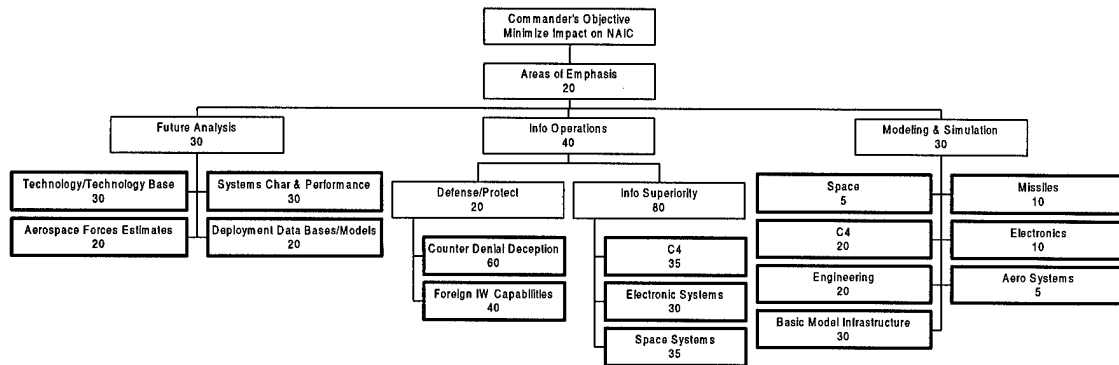 Commander's Objective
Minimize Impact on NAIC
Areas of Emphasis
20
Future Analysis
30
Info Operations
40
Modeling & Simulation
30
Technology/Technology Base
30
Systems Char & Performance
30
Aerospace Forces Estimates
20
Deployment Data Bases/Models
20
Defense/Protect
20
Info Superiority
80
Counter Denial Deception
60
Foreign IW Capabilities
40
C4
35
Electronic Systems
30
Space Systems
35
Space
5
Missiles
10
C4
20
Electronics
10
Engineering
20
Aero Systems
5
Basic Model Infrastructure
30